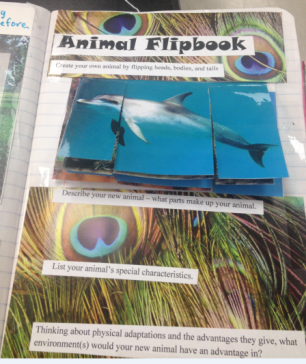 efore
Animal Flipbook
Create your own animal by flipping heads, bodies, and tails
Describe your new animal – what parts make up your animal.
List your animal's special characteristics.
Thinking about physical adaptations and the advantages they give, what
environment(s) would your new animal have an advantage in?